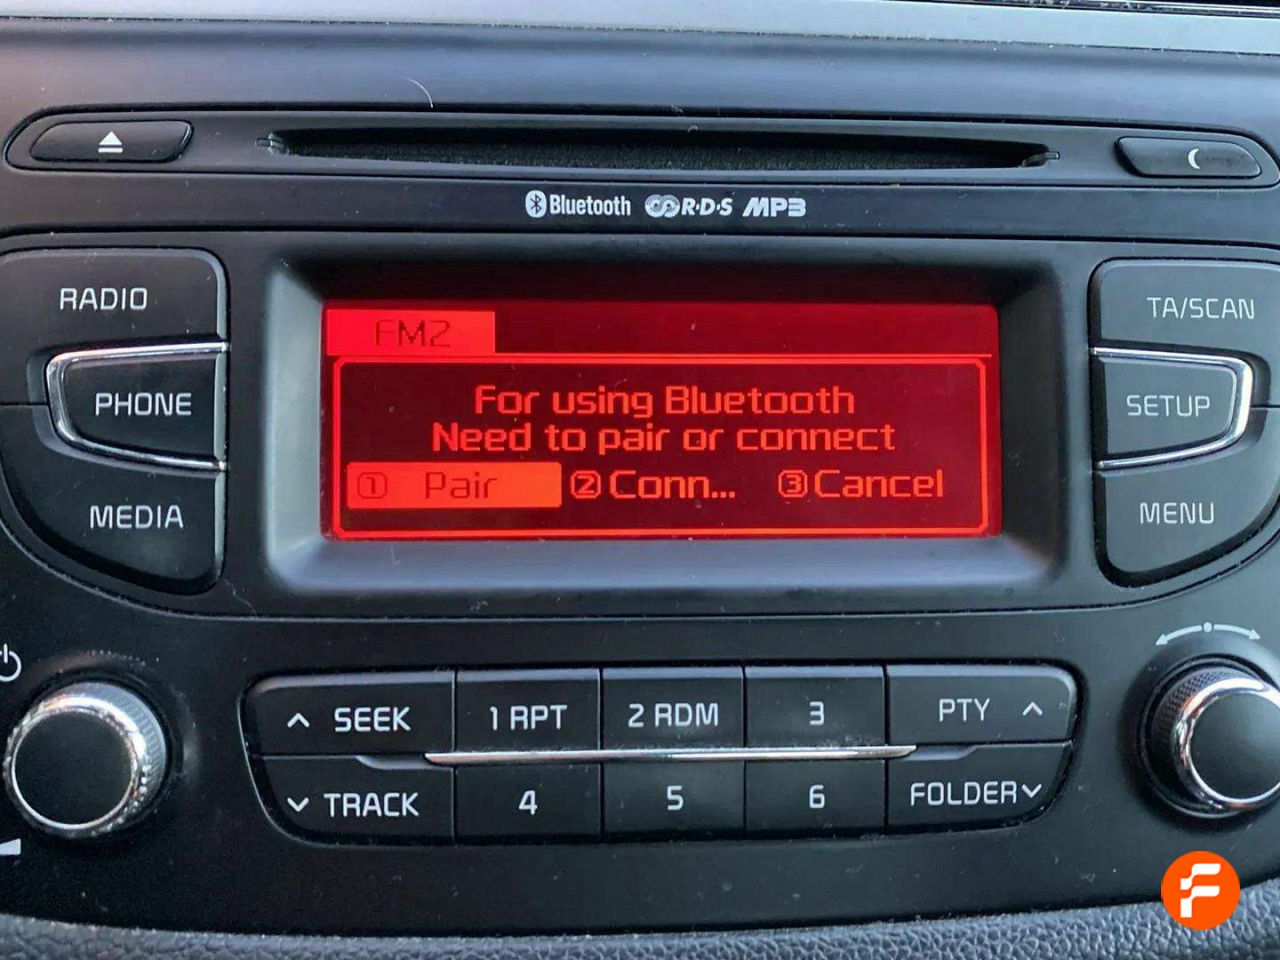 Bluetooth R·D·S MP3
RADIO
PHONE
MEDIA
FM2
For using Bluetooth
Need to pair or connect
① Pair ② Conn... ③ Cancel
TA/SCAN
SETUP
MENU
SEEK 1 RPT 2 RDM 3 PTY
TRACK 4 5 6 FOLDER
F